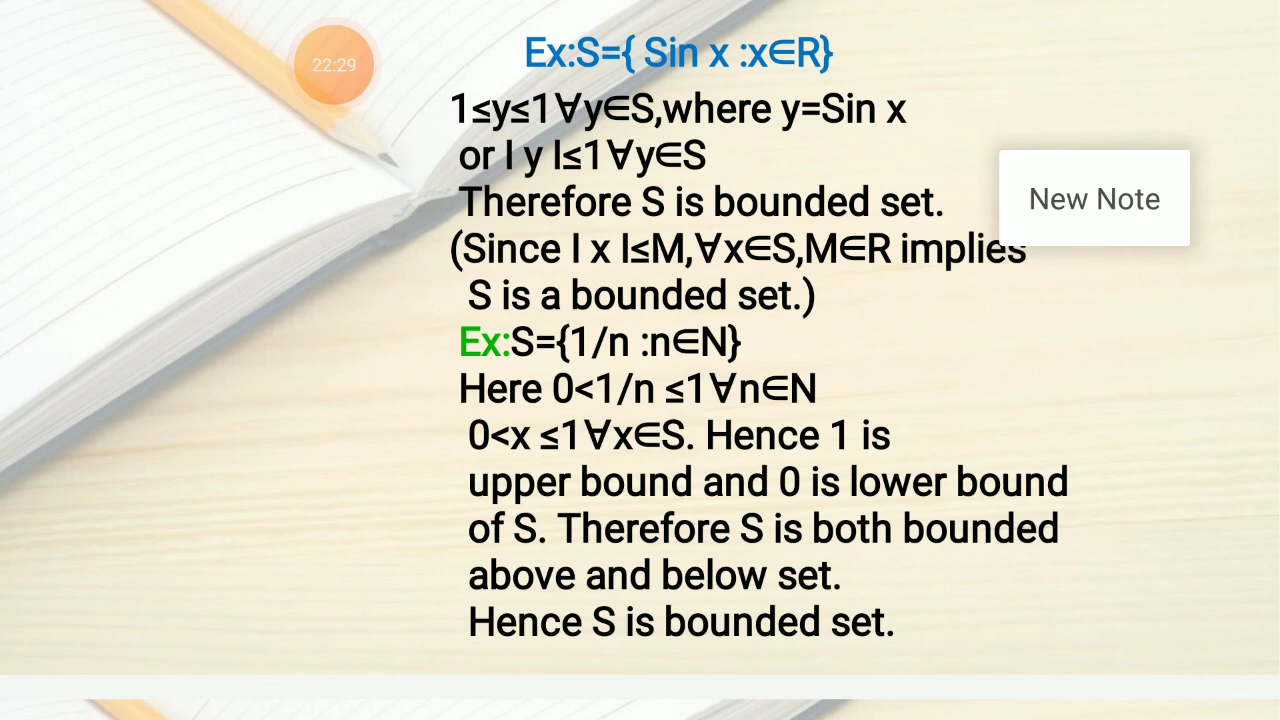 Ex:S={ Sin x :x∈R}
22:29
1≤y≤1∀y∈S,where y=Sin x
or I y I≤1∀y∈S
New Note
Therefore S is bounded set.
(Since I x I≤M,∀x∈S,M∈R implies
S is a bounded set.)
Ex:S={1/n :n∈N}
Here 0<1/n ≤1∀n∈N
0<x ≤1∀x∈S. Hence 1 is
upper bound and 0 is lower bound
of S. Therefore S is both bounded
above and below set.
Hence S is bounded set.